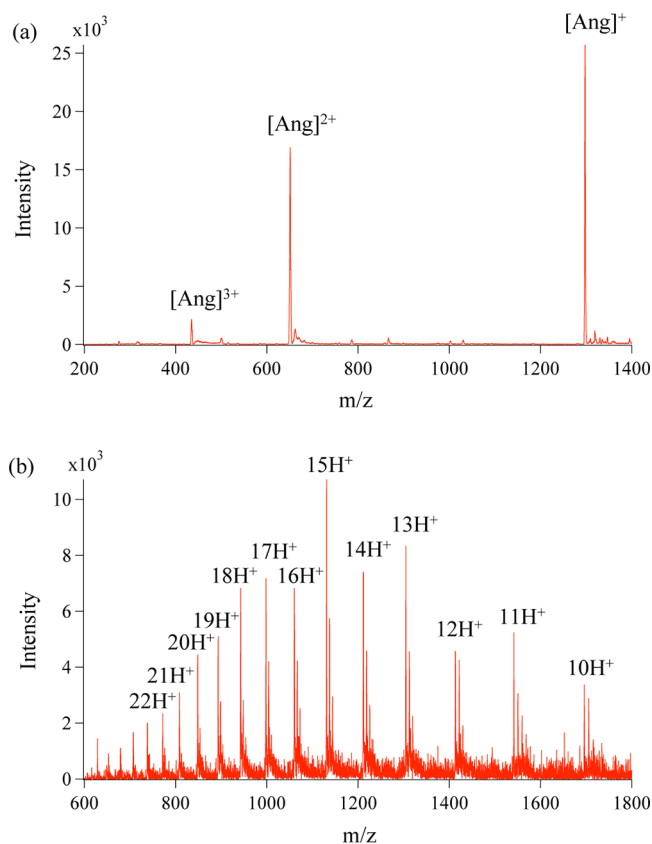 (a)
x10³
[Ang]⁺
25
[Ang]²⁺
20
15
Intensity
10
5
[Ang]³⁺
0
200 400 600 800 1000 1200 1400
m/z
(b)
x10³
15H⁺
10
13H⁺
14H⁺
17H⁺
8
16H⁺
18H⁺
19H⁺
6
12H⁺
11H⁺
20H⁺
Intensity
21H⁺
10H⁺
4
22H⁺
2
0
600 800 1000 1200 1400 1600 1800
m/z